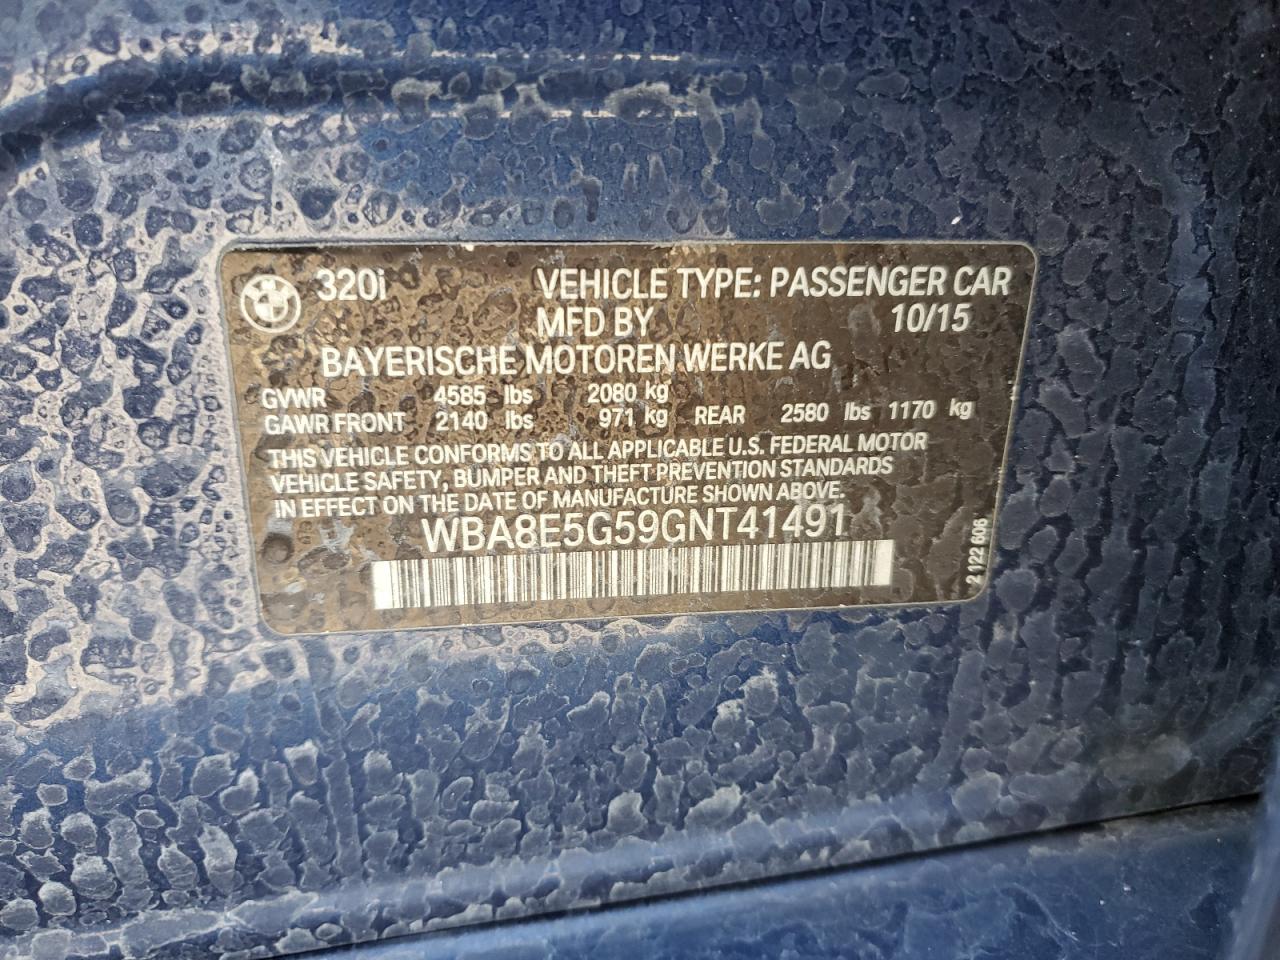 320i VEHICLE TYPE: PASSENGER CAR
MFD BY 10/15
BAYERISCHE MOTOREN WERKE AG
GVWR 4585 lbs 2080 kg
GAWR FRONT 2140 lbs 971 kg REAR 2580 lbs 1170 kg
THIS VEHICLE CONFORMS TO ALL APPLICABLE U.S. FEDERAL MOTOR
VEHICLE SAFETY, BUMPER AND THEFT PREVENTION STANDARDS
IN EFFECT ON THE DATE OF MANUFACTURE SHOWN ABOVE.
WBA8E5G59GNT41491
2 122 606